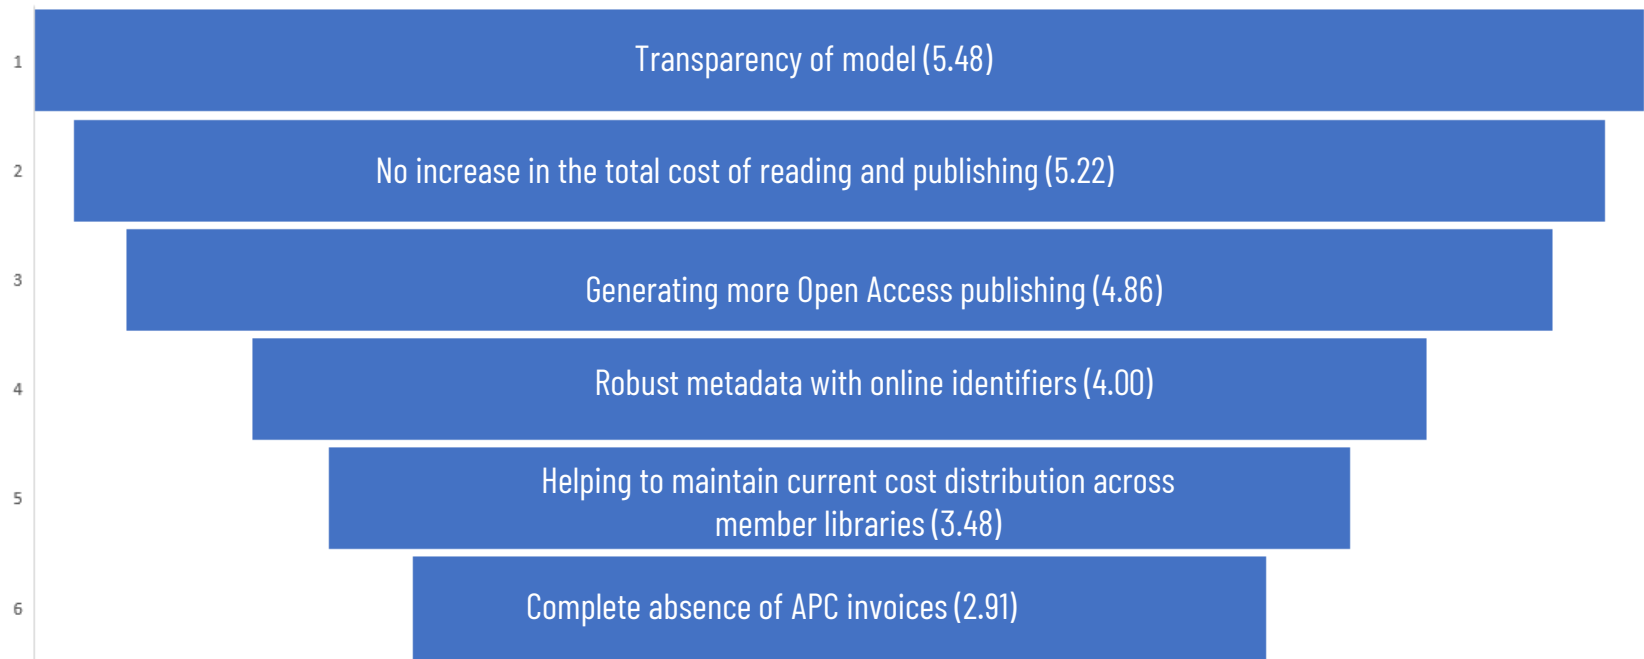 1
Transparency of model (5.48)
2
No increase in the total cost of reading and publishing (5.22)
3
Generating more Open Access publishing (4.86)
4
Robust metadata with online identifiers (4.00)
5
Helping to maintain current cost distribution across
member libraries (3.48)
6
Complete absence of APC invoices (2.91)